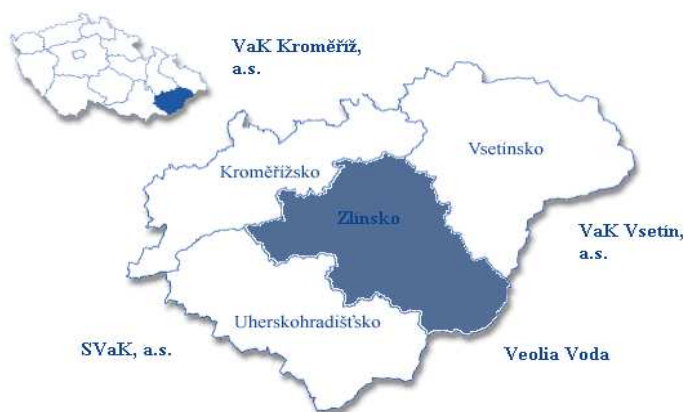 VaK Kroměříž,
a.s.
Vsetínsko
Kroměřížsko
Zlínsko
VaK Vsetín,
a.s.
Uherskohradišťsko
SVaK, a.s.
Veolia Voda